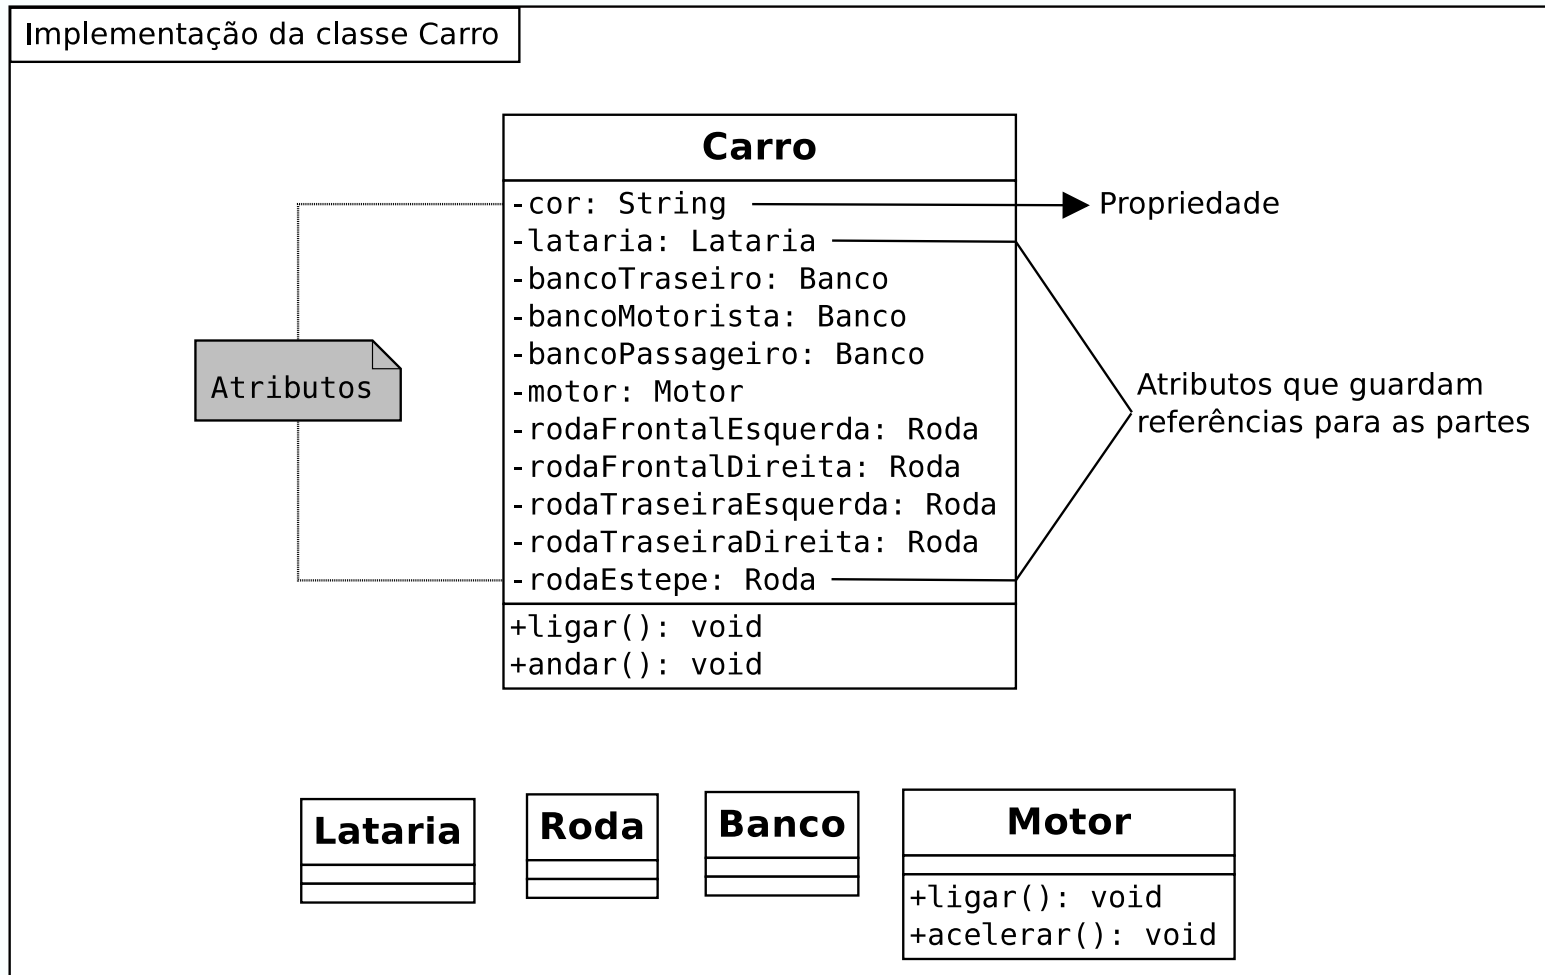 Implementação da classe Carro
Carro
-cor: String
Propriedade
-lataria: Lataria
-bancoTraseiro: Banco
-bancoMotorista: Banco
-bancoPassageiro: Banco
-motor: Motor
-rodaFrontalEsquerda: Roda
-rodaFrontalDireita: Roda
-rodaTraseiraEsquerda: Roda
-rodaTraseiraDireita: Roda
-rodaEstepe: Roda
+ligar(): void
+andar(): void
Atributos
Atributos que guardam
referências para as partes
Lataria
Roda
Banco
Motor
+ligar(): void
+acelerar(): void